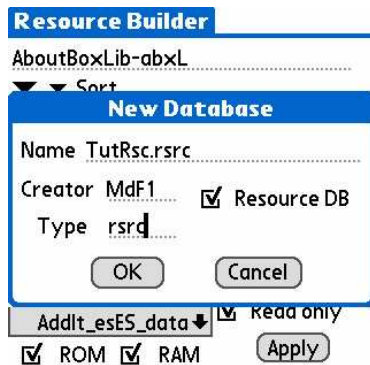 Resource Builder
AboutBoxLib-abxL
Sort
New Database
Name TutRsc.rsrc
Creator MdF1 Resource DB
Type rsrc
OK Cancel
AddIt_esES_data Read only
ROM RAM Apply